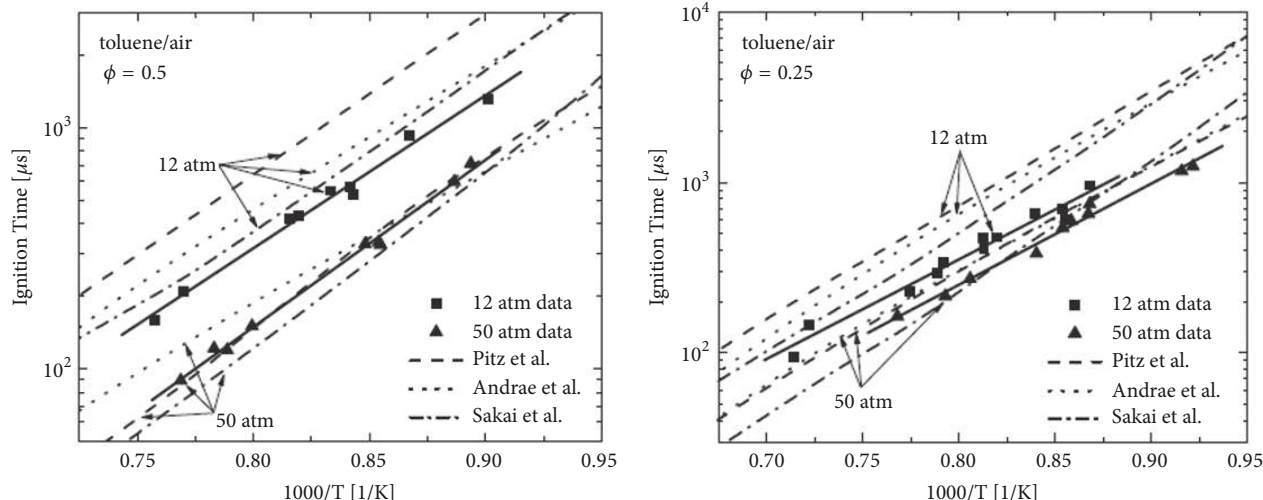 toluene/air
ϕ = 0.5
12 atm
50 atm
12 atm data
50 atm data
Pitz et al.
Andrae et al.
Sakai et al.
10³
10²
Ignition Time [μs]
0.75 0.80 0.85 0.90 0.95
1000/T [1/K]
toluene/air
ϕ = 0.25
12 atm
50 atm
12 atm data
50 atm data
Pitz et al.
Andrae et al.
Sakai et al.
10⁴
10³
10²
Ignition Time [μs]
0.70 0.75 0.80 0.85 0.90 0.95
1000/T [1/K]